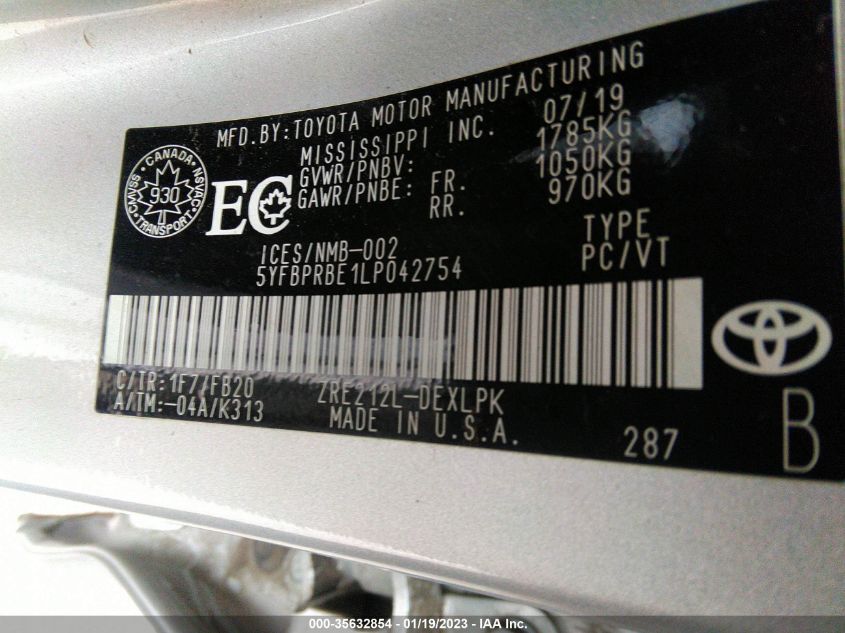 MFD.BY:TOYOTA MOTOR MANUFACTURING
MISSISSIPPI INC. 07/19
GVWR/PNBV: 1785KG
GAWR/PNBE: FR. 1050KG
RR. 970KG
CANADA
CMVSS NSVAC
930
TRANSPORT
EC
ICES/NMB-002
5YFBPRBE1LP042754
TYPE
PC/VT
C/TR:1F7/FB20
A/TM:-04A/K313
ZRE212L-DEXLPK
MADE IN U.S.A.
287
B
000-35632854 - 01/19/2023 - IAA Inc.